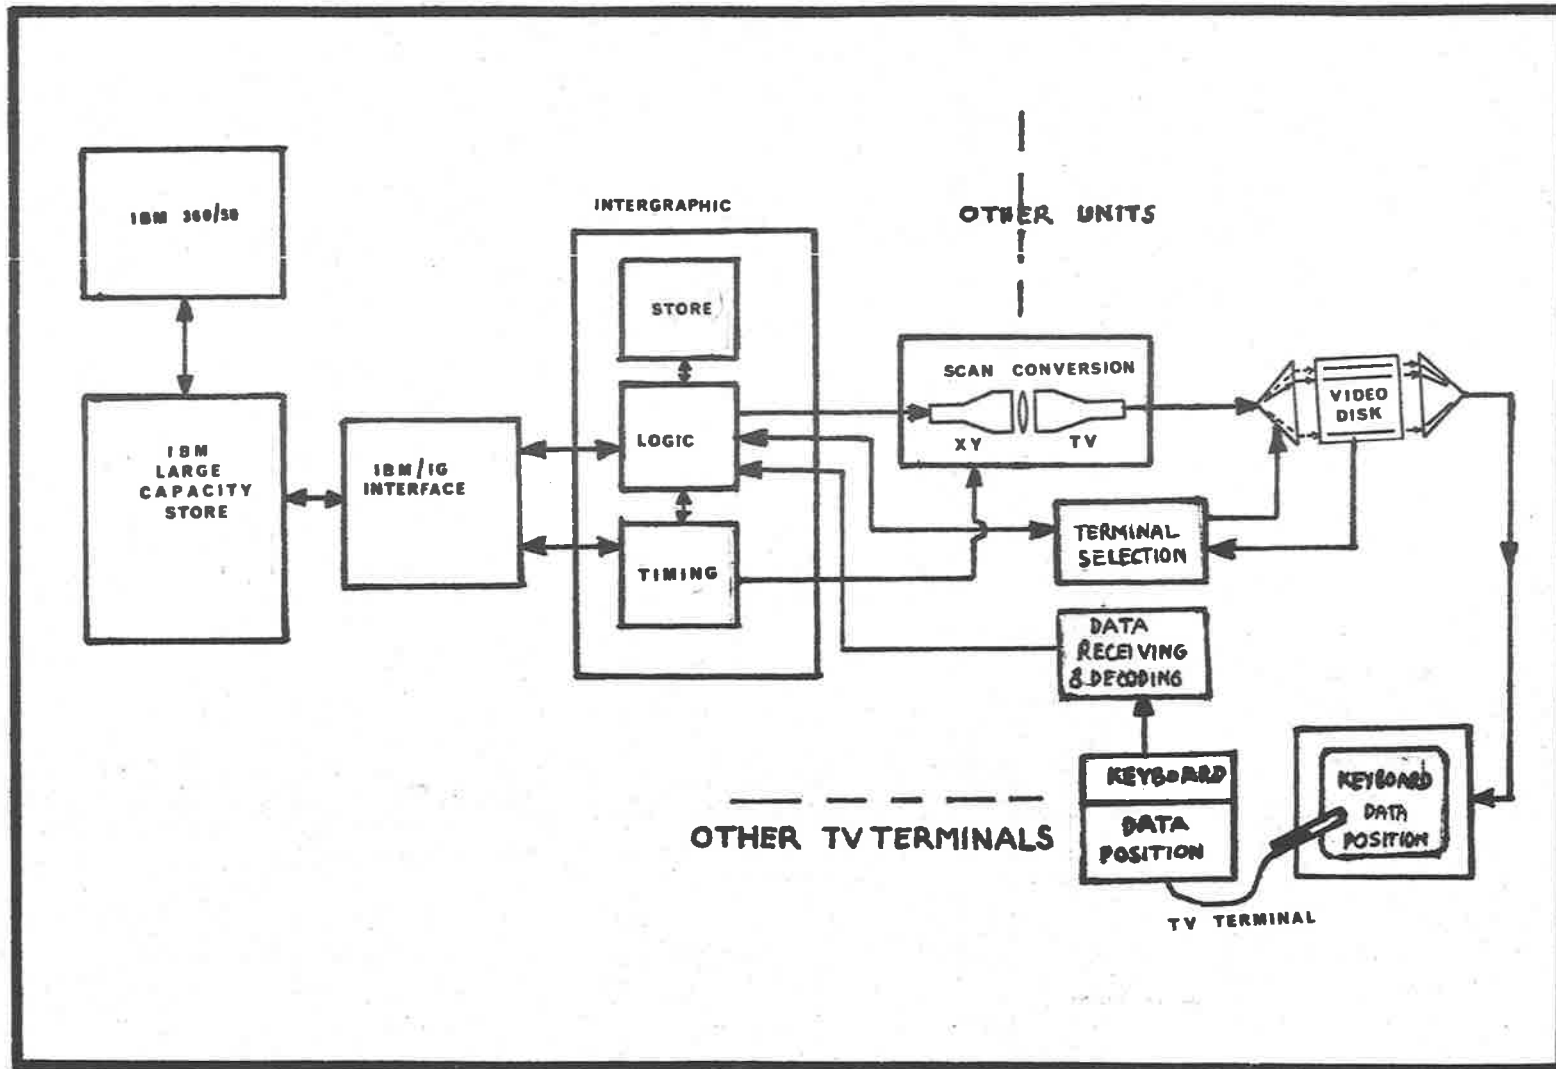 IBM 360/50
IBM
LARGE
CAPACITY
STORE
IBM/IG
INTERFACE
INTERGRAPHIC
STORE
LOGIC
TIMING
OTHER UNITS
SCAN CONVERSION
XY TV
VIDEO
DISK
TERMINAL
SELECTION
DATA
RECEIVING
& DECODING
KEYBOARD
DATA
POSITION
OTHER TV TERMINALS
KEYBOARD
DATA
POSITION
TV TERMINAL